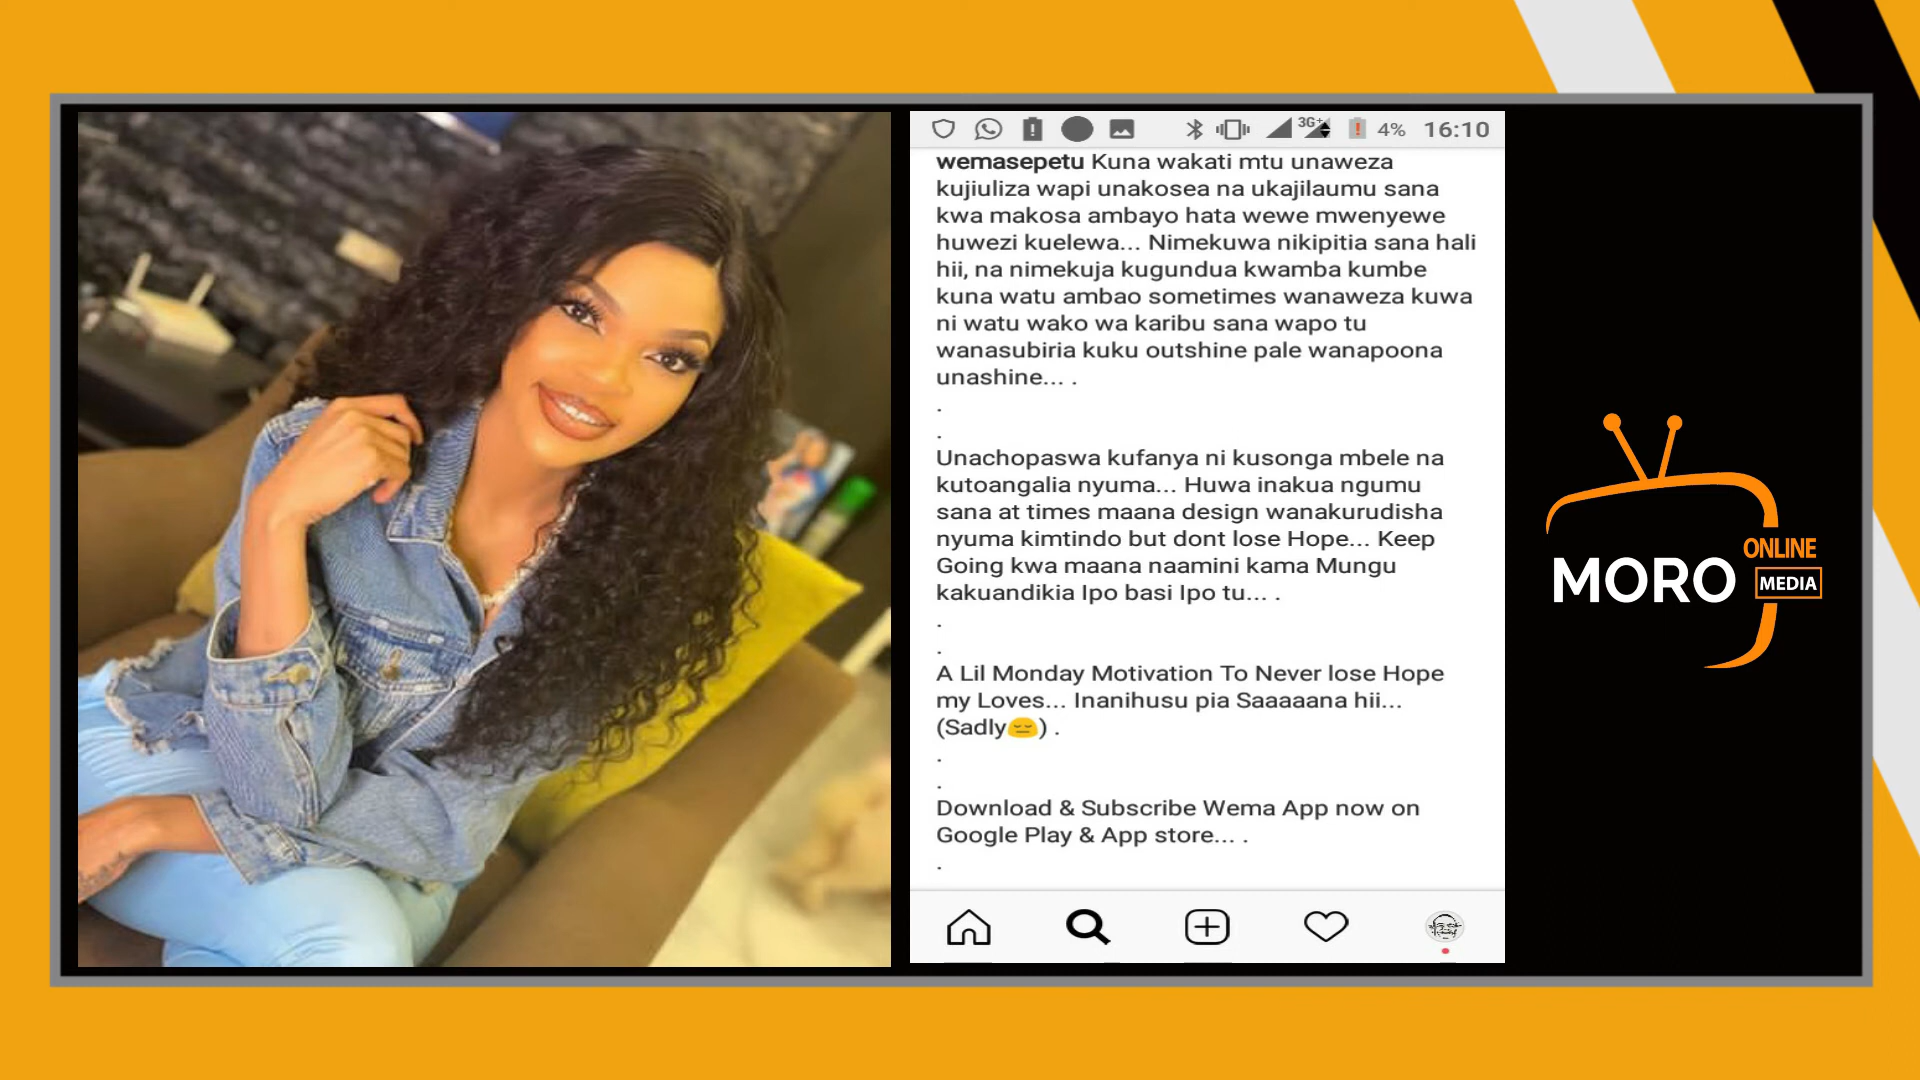 3G+ 4% 16:10
wemasepetu Kuna wakati mtu unaweza
kujiuliza wapi unakosea na ukajilaumu sana
kwa makosa ambayo hata wewe mwenyewe
huwezi kuelewa... Nimekuwa nikipitia sana hali
hii, na nimekuja kugundua kwamba kumbe
kuna watu ambao sometimes wanaweza kuwa
ni watu wako wa karibu sana wapo tu
wanasubiria kuku outshine pale wanapoona
unashine... .
.
.
Unachopaswa kufanya ni kusonga mbele na
kutoangalia nyuma... Huwa inakua ngumu
sana at times maana design wanakurudisha
nyuma kimtindo but dont lose Hope... Keep
Going kwa maana naamini kama Mungu
kakuandikia Ipo basi Ipo tu... .
.
.
A Lil Monday Motivation To Never lose Hope
my Loves... Inanihusu pia Saaaaana hii...
(Sadly😔) .
.
.
Download & Subscribe Wema App now on
Google Play & App store... .
.
MORO
ONLINE
MEDIA